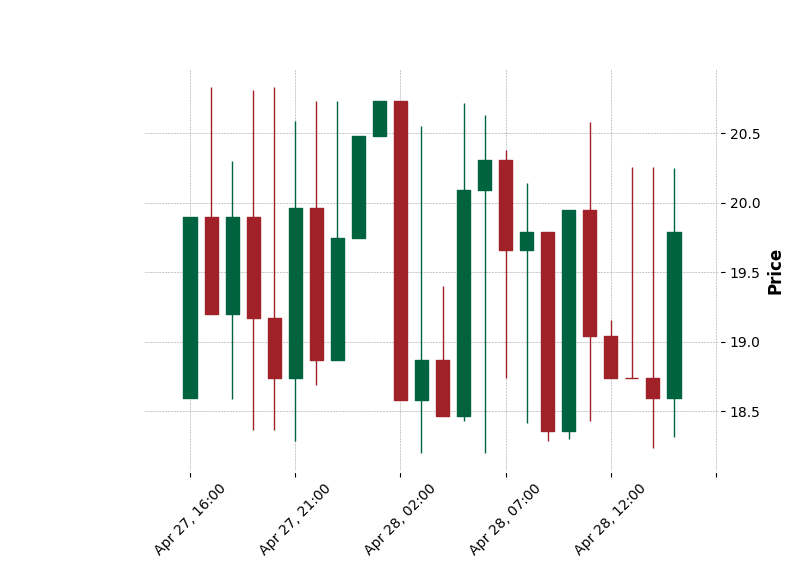 20.5
20.0
19.5
19.0
18.5
Price
Apr 27, 16:00
Apr 27, 21:00
Apr 28, 02:00
Apr 28, 07:00
Apr 28, 12:00